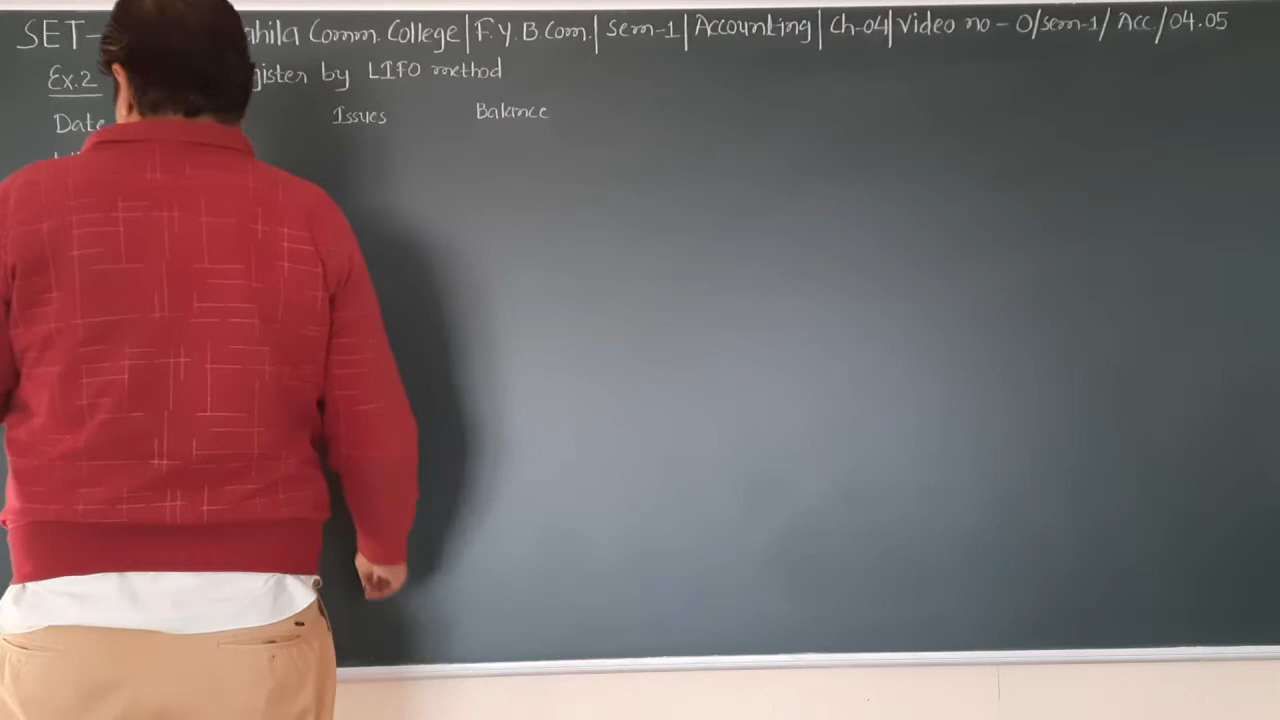 SET- hila Comm. College | F.Y.B Com. | Sem-1 | Accounting | Ch-04 | Video no - O/sem-1/ Acc /04.05
Ex.2 gister by LIFO method
Date Issues Balance